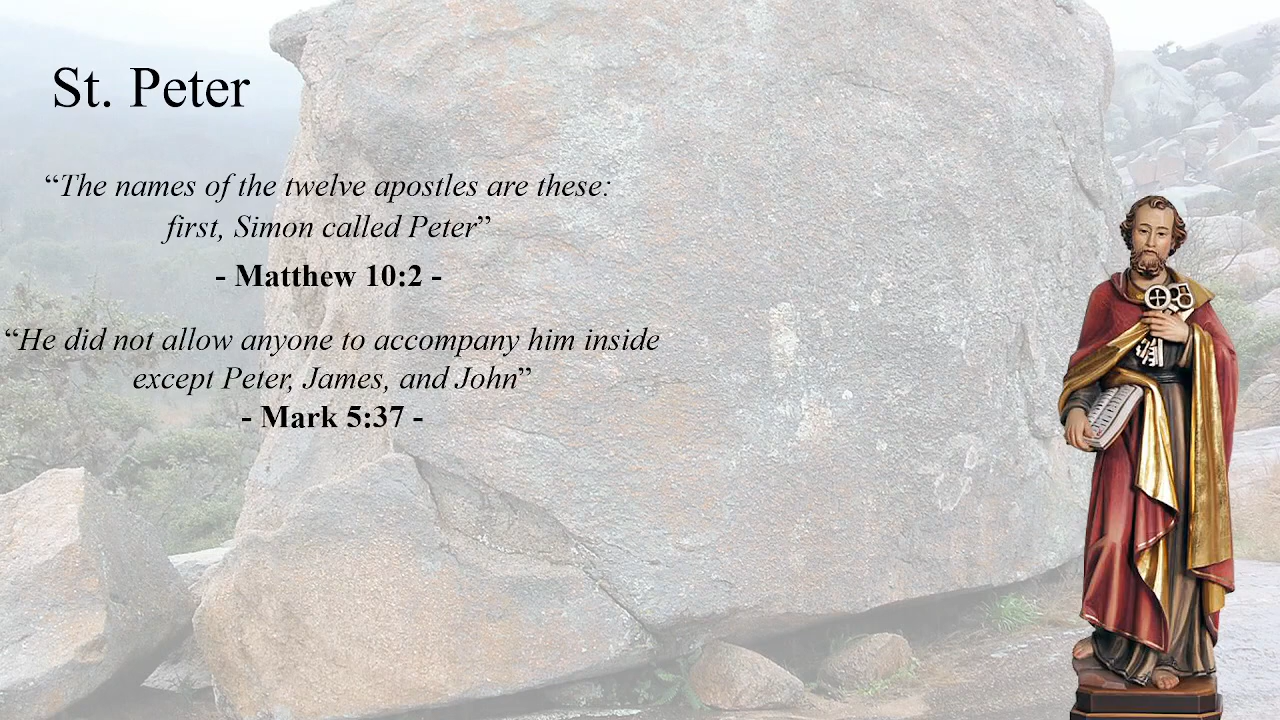 St. Peter
“The names of the twelve apostles are these:
first, Simon called Peter”
- Matthew 10:2 -
“He did not allow anyone to accompany him inside
except Peter, James, and John”
- Mark 5:37 -